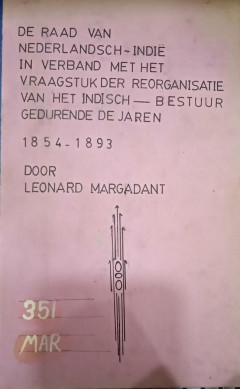 DE RAAD VAN
NEDERLANDSCH-INDIË
IN VERBAND MET HET
VRAAGSTUK DER REORGANISATIE
VAN HET INDISCH — BESTUUR
GEDURENDE DE JAREN
1854-1893
DOOR
LEONARD MARGADANT
351
MAR